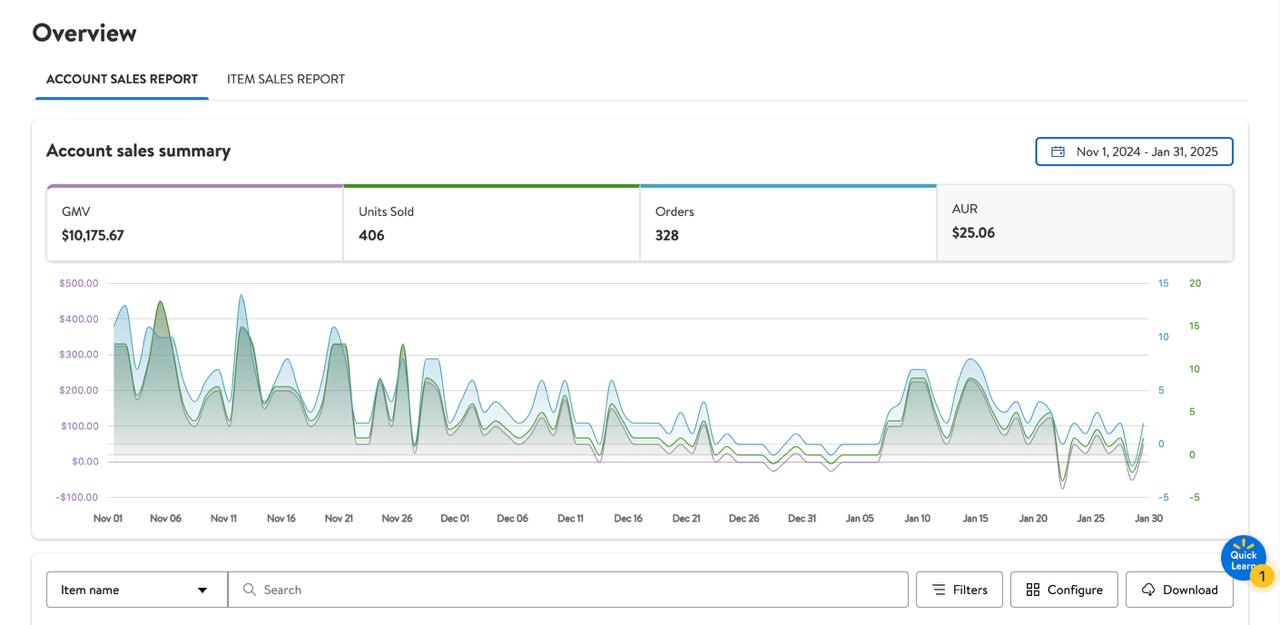 Overview
ACCOUNT SALES REPORT ITEM SALES REPORT
Account sales summary
Nov 1, 2024 - Jan 31, 2025
GMV
$10,175.67
Units Sold
406
Orders
328
AUR
$25.06
$500.00
$400.00
$300.00
$200.00
$100.00
$0.00
-$100.00
15
10
5
0
-5
20
15
10
5
0
-5
Nov 01 Nov 06 Nov 11 Nov 16 Nov 21 Nov 26 Dec 01 Dec 06 Dec 11 Dec 16 Dec 21 Dec 26 Dec 31 Jan 05 Jan 10 Jan 15 Jan 20 Jan 25 Jan 30
Quick
Learn
1
Item name
Search
Filters
Configure
Download